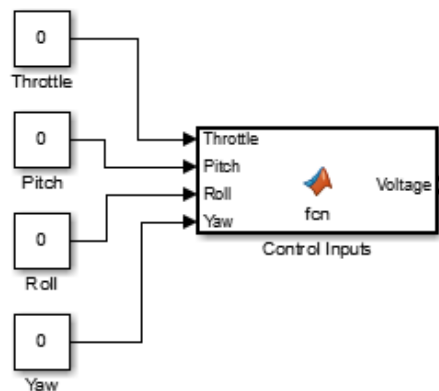 0
Throttle
0
Pitch
0
Roll
0
Yaw
Throttle
Pitch
Roll
Yaw
fcn
Voltage
Control Inputs